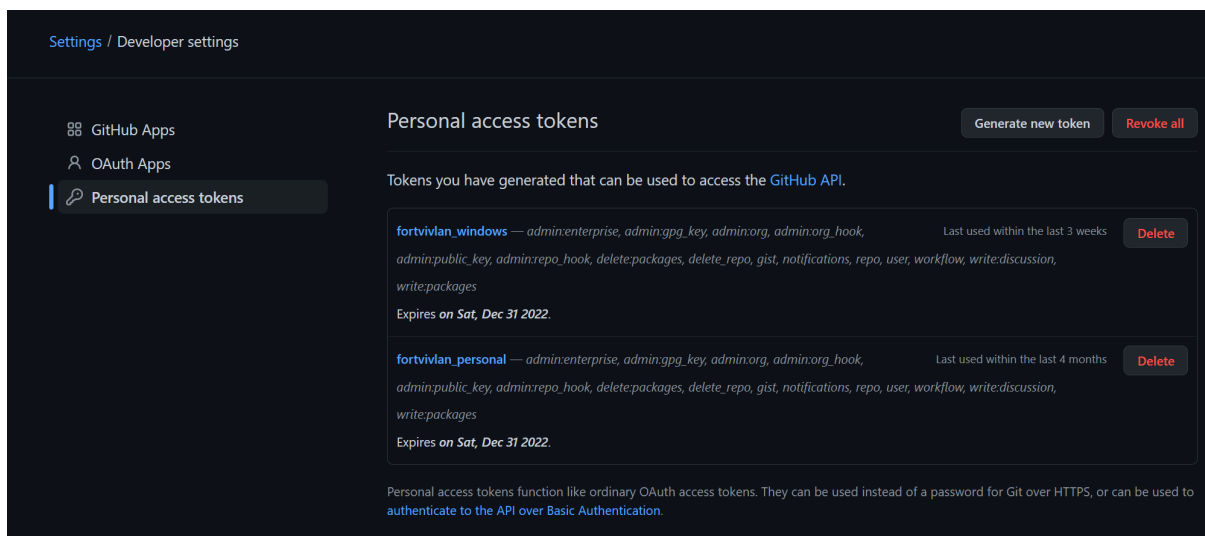 Settings / Developer settings
GitHub Apps
OAuth Apps
Personal access tokens
Personal access tokens
Generate new token
Revoke all
Tokens you have generated that can be used to access the GitHub API.
fortvivlan_windows — admin:enterprise, admin:gpg_key, admin:org, admin:org_hook,
Last used within the last 3 weeks
Delete
admin:public_key, admin:repo_hook, delete:packages, delete_repo, gist, notifications, repo, user, workflow, write:discussion,
write:packages
Expires on Sat, Dec 31 2022.
fortvivlan_personal — admin:enterprise, admin:gpg_key, admin:org, admin:org_hook,
Last used within the last 4 months
Delete
admin:public_key, admin:repo_hook, delete:packages, delete_repo, gist, notifications, repo, user, workflow, write:discussion,
write:packages
Expires on Sat, Dec 31 2022.
Personal access tokens function like ordinary OAuth access tokens. They can be used instead of a password for Git over HTTPS, or can be used to
authenticate to the API over Basic Authentication.